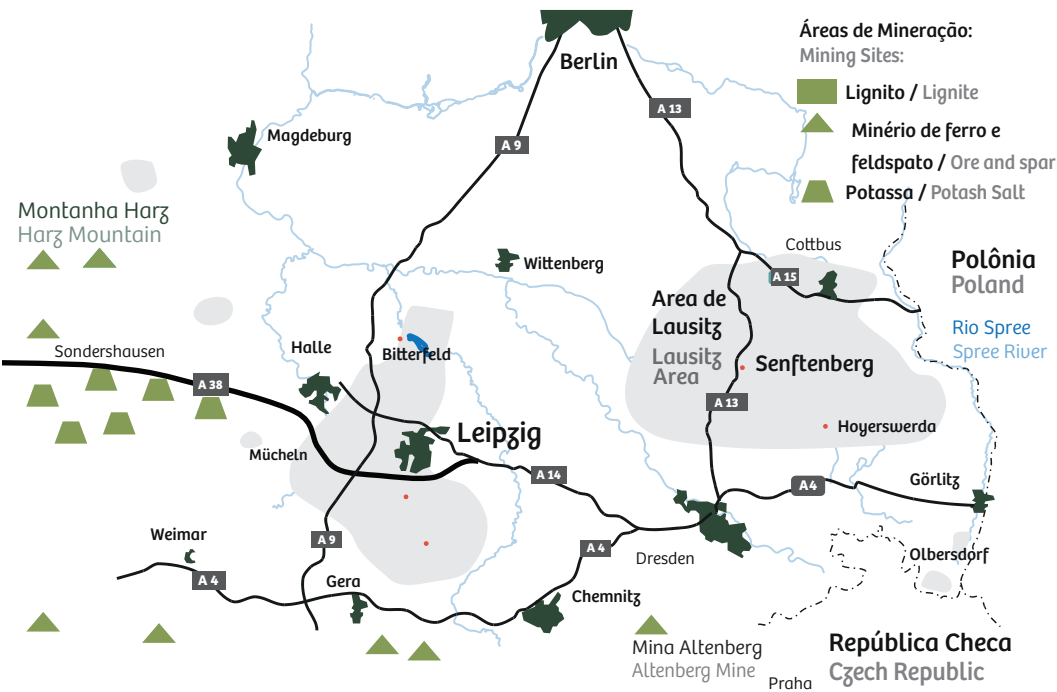 Áreas de Mineração:
Mining Sites:
Lignito / Lignite
Minério de ferro e
feldspato / Ore and spar
Potassa / Potash Salt
Berlin
A 13
A 9
Magdeburg
Montanha Harz
Harz Mountain
Wittenberg
Cottbus
A 15
Polônia
Poland
Area de
Lausitz
Lausitz
Area
Rio Spree
Spree River
Sondershausen
Halle
Bitterfeld
Senftenberg
A 38
A 13
Hoyerswerda
Leipzig
Mücheln
A 14
A 4
Görlitz
Weimar
A 9
A 4
Dresden
Olbersdorf
A 4
Gera
Chemnitz
Mina Altenberg
Altenberg Mine
República Checa
Czech Republic
Praha